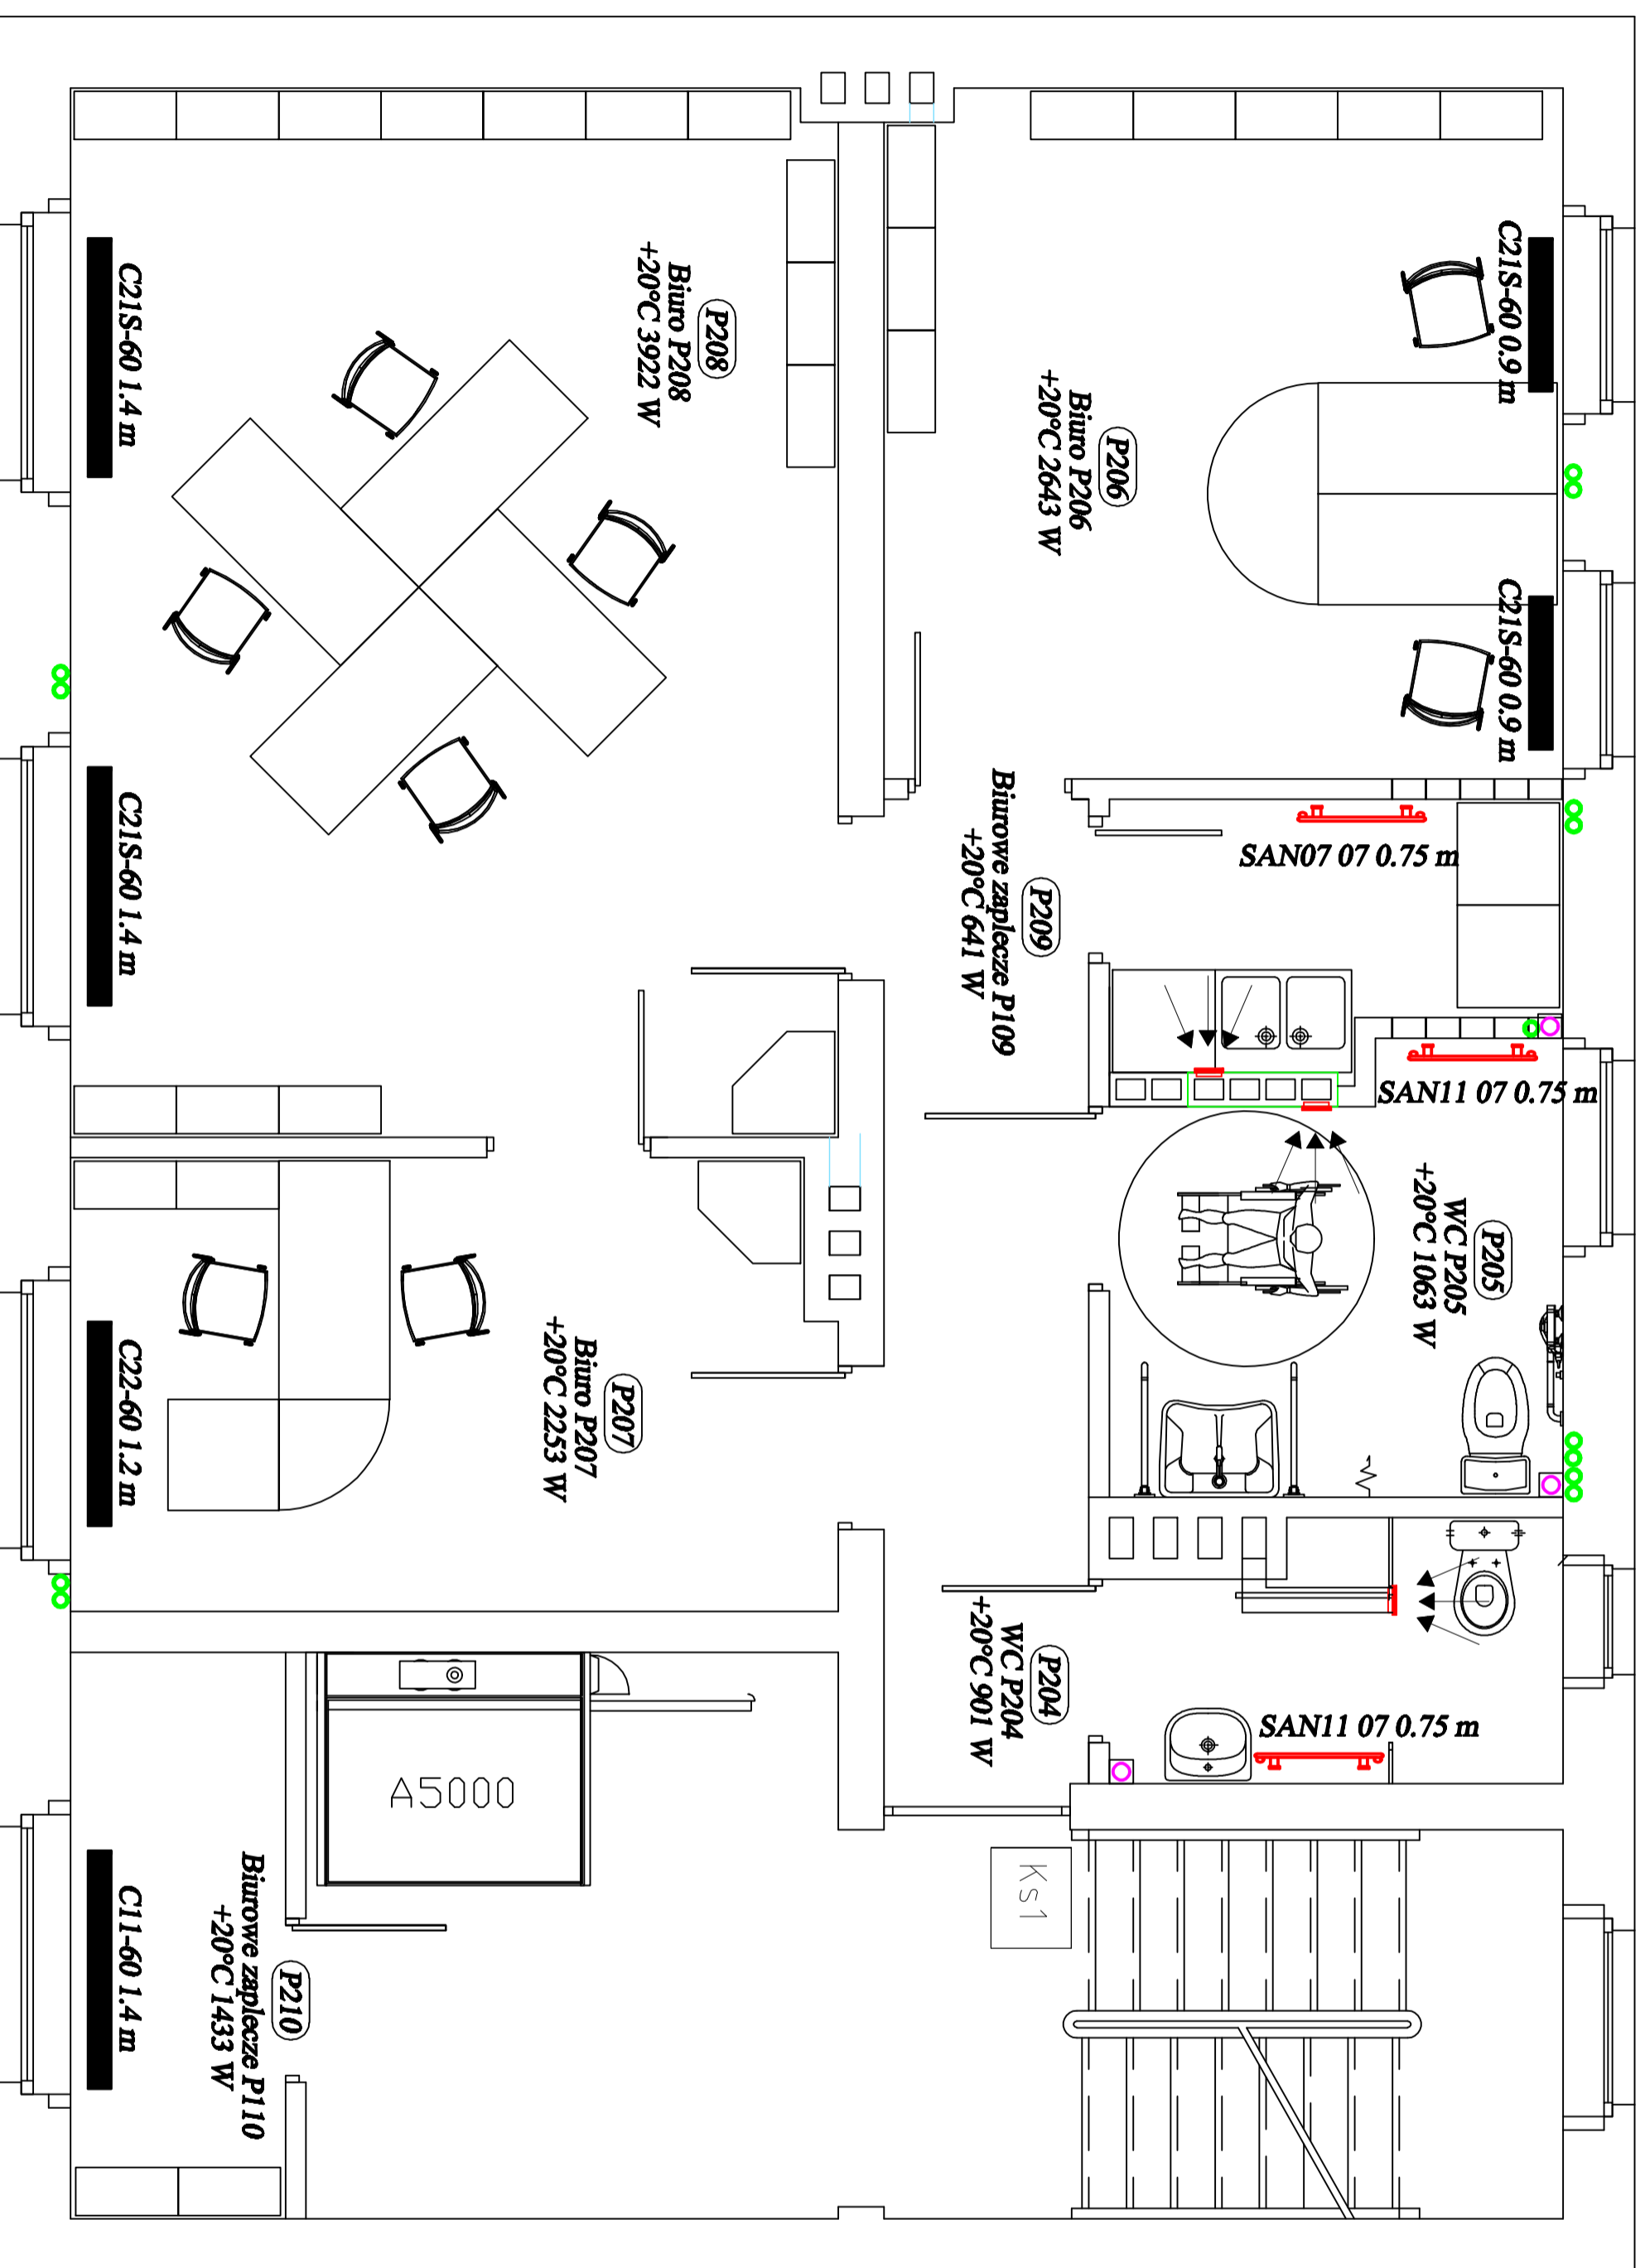 C21S-60 0.9 m
C21S-60 0.9 m
P206
Biuro P206
+20°C 2643 W
P208
Biuro P208
+20°C 3922 W
C21S-60 1.4 m
C21S-60 1.4 m
SAN07 07 0.75 m
P209
Biurowe zaplecze P109
+20°C 641 W
SAN11 07 0.75 m
P205
WC P205
+20°C 1063 W
P207
Biuro P207
+20°C 2253 W
C22-60 1.2 m
P204
WC P204
+20°C 901 W
SAN11 07 0.75 m
A5000
Ks1
P210
Biurowe zaplecze P110
+20°C 1433 W
C11-60 1.4 m